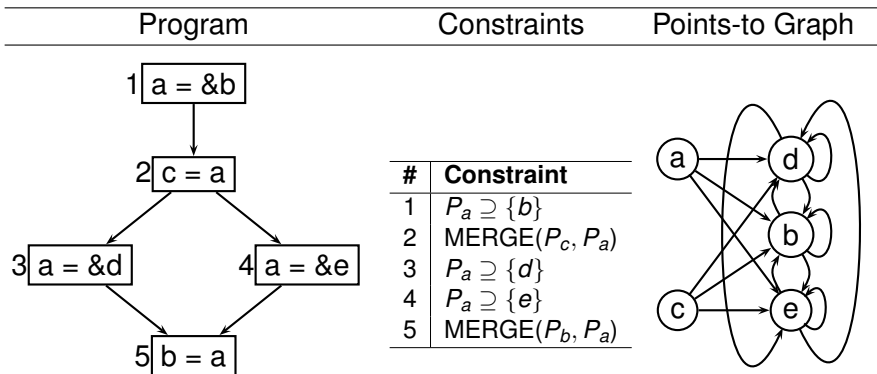 Program Constraints Points-to Graph
1 a = &b
2 c = a
3 a = &d
4 a = &e
5 b = a
# Constraint
1 P_a ⊇ {b}
2 MERGE(P_c, P_a)
3 P_a ⊇ {d}
4 P_a ⊇ {e}
5 MERGE(P_b, P_a)
a
d
b
c
e